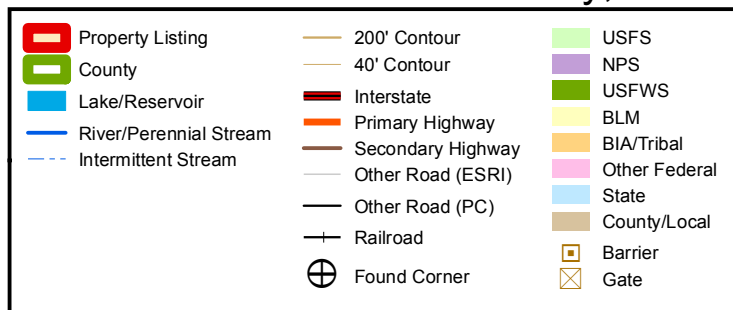 Property Listing
County
Lake/Reservoir
River/Perennial Stream
Intermittent Stream
200' Contour
40' Contour
Interstate
Primary Highway
Secondary Highway
Other Road (ESRI)
Other Road (PC)
Railroad
Found Corner
USFS
NPS
USFWS
BLM
BIA/Tribal
Other Federal
State
County/Local
Barrier
Gate